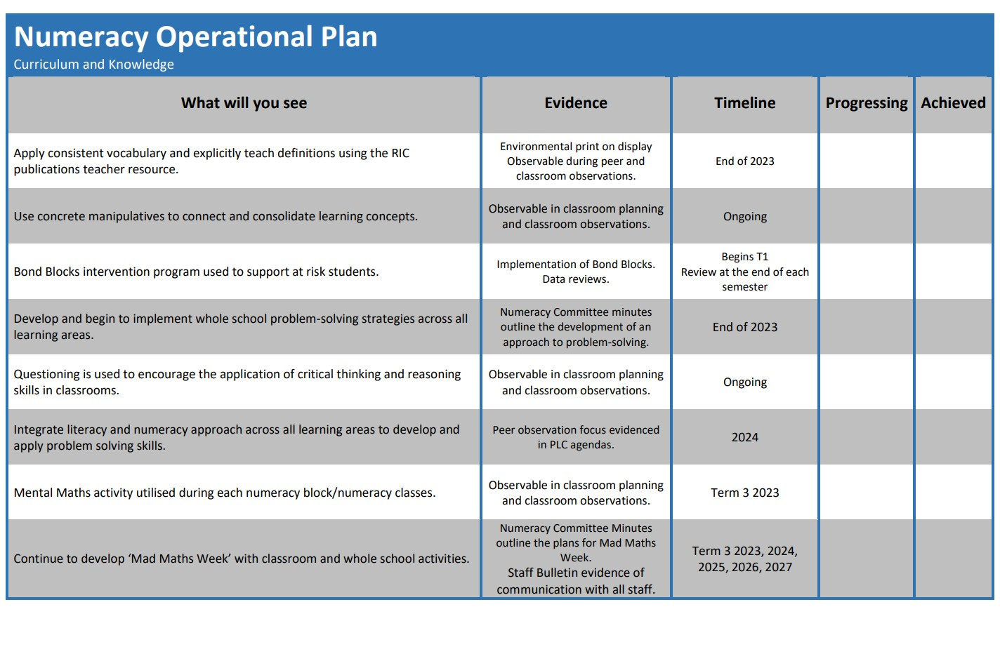 Numeracy Operational Plan
Curriculum and Knowledge
What will you see
Evidence
Timeline
Progressing
Achieved
Apply consistent vocabulary and explicitly teach definitions using the RIC
publications teacher resource.
Environmental print on display
Observable during peer and
classroom observations.
End of 2023
Use concrete manipulatives to connect and consolidate learning concepts.
Observable in classroom planning
and classroom observations.
Ongoing
Bond Blocks intervention program used to support at risk students.
Implementation of Bond Blocks.
Data reviews.
Begins T1
Review at the end of each
semester
Develop and begin to implement whole school problem-solving strategies across all
learning areas.
Numeracy Committee minutes
outline the development of an
approach to problem-solving.
End of 2023
Questioning is used to encourage the application of critical thinking and reasoning
skills in classrooms.
Observable in classroom planning
and classroom observations.
Ongoing
Integrate literacy and numeracy approach across all learning areas to develop and
apply problem solving skills.
Peer observation focus evidenced
in PLC agendas.
2024
Mental Maths activity utilised during each numeracy block/numeracy classes.
Observable in classroom planning
and classroom observations.
Term 3 2023
Continue to develop ‘Mad Maths Week’ with classroom and whole school activities.
Numeracy Committee Minutes
outline the plans for Mad Maths
Week.
Staff Bulletin evidence of
communication with all staff.
Term 3 2023, 2024,
2025, 2026, 2027